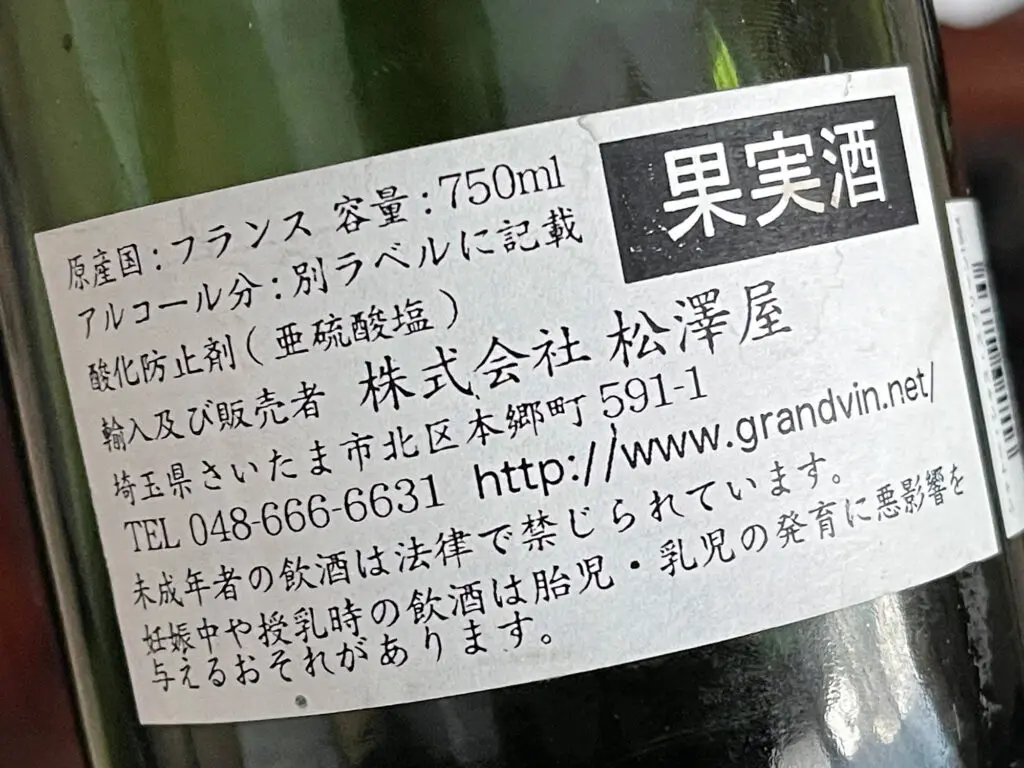 果実酒
原産国：フランス 容量：750ml
アルコール分：別ラベルに記載
酸化防止剤(亜硫酸塩)
輸入及び販売者 株式会社 松澤屋
埼玉県さいたま市北区本郷町591-1
TEL 048-666-6631 http://www.grandvin.net/
未成年者の飲酒は法律で禁じられています。
妊娠中や授乳時の飲酒は胎児・乳児の発育に悪影響を
与えるおそれがあります。